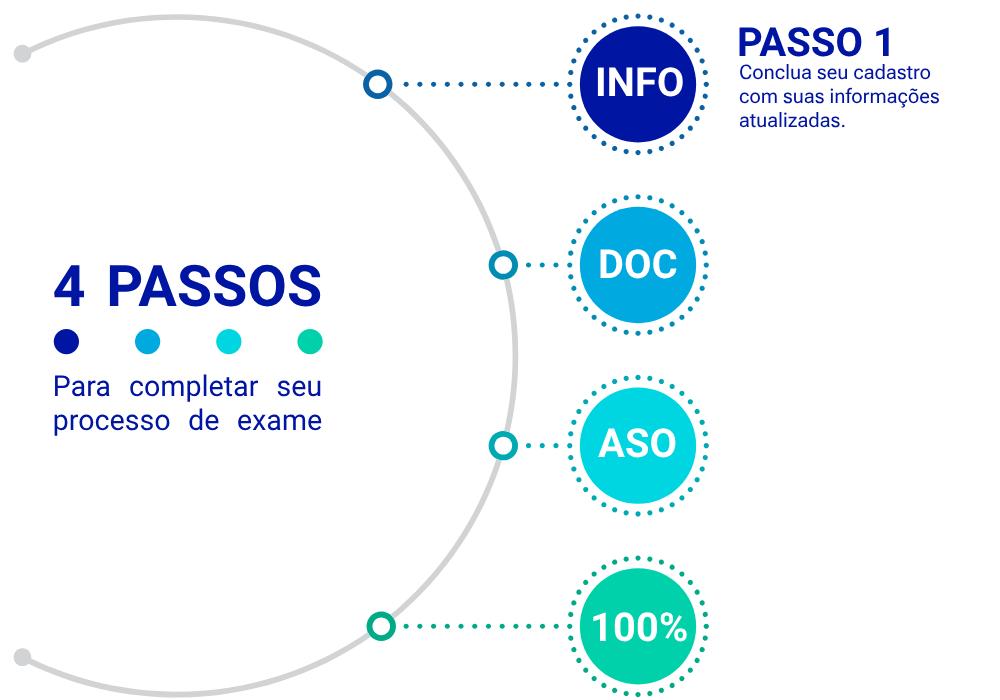 4 PASSOS
Para completar seu
processo de exame
INFO
PASSO 1
Conclua seu cadastro
com suas informações
atualizadas.
DOC
ASO
100%